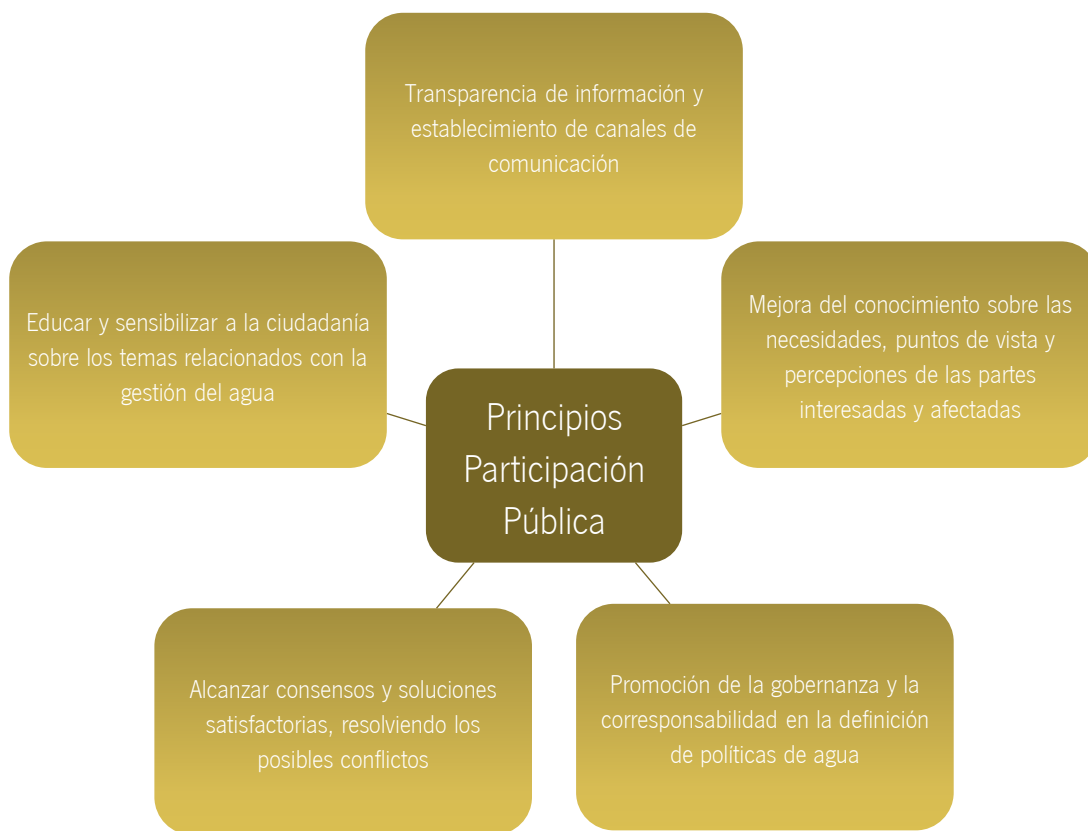 Transparencia de información y
establecimiento de canales de
comunicación
Educar y sensibilizar a la ciudadanía
sobre los temas relacionados con la
gestión del agua
Mejora del conocimiento sobre las
necesidades, puntos de vista y
percepciones de las partes
interesadas y afectadas
Principios
Participación
Pública
Alcanzar consensos y soluciones
satisfactorias, resolviendo los
posibles conflictos
Promoción de la gobernanza y la
corresponsabilidad en la definición
de políticas de agua